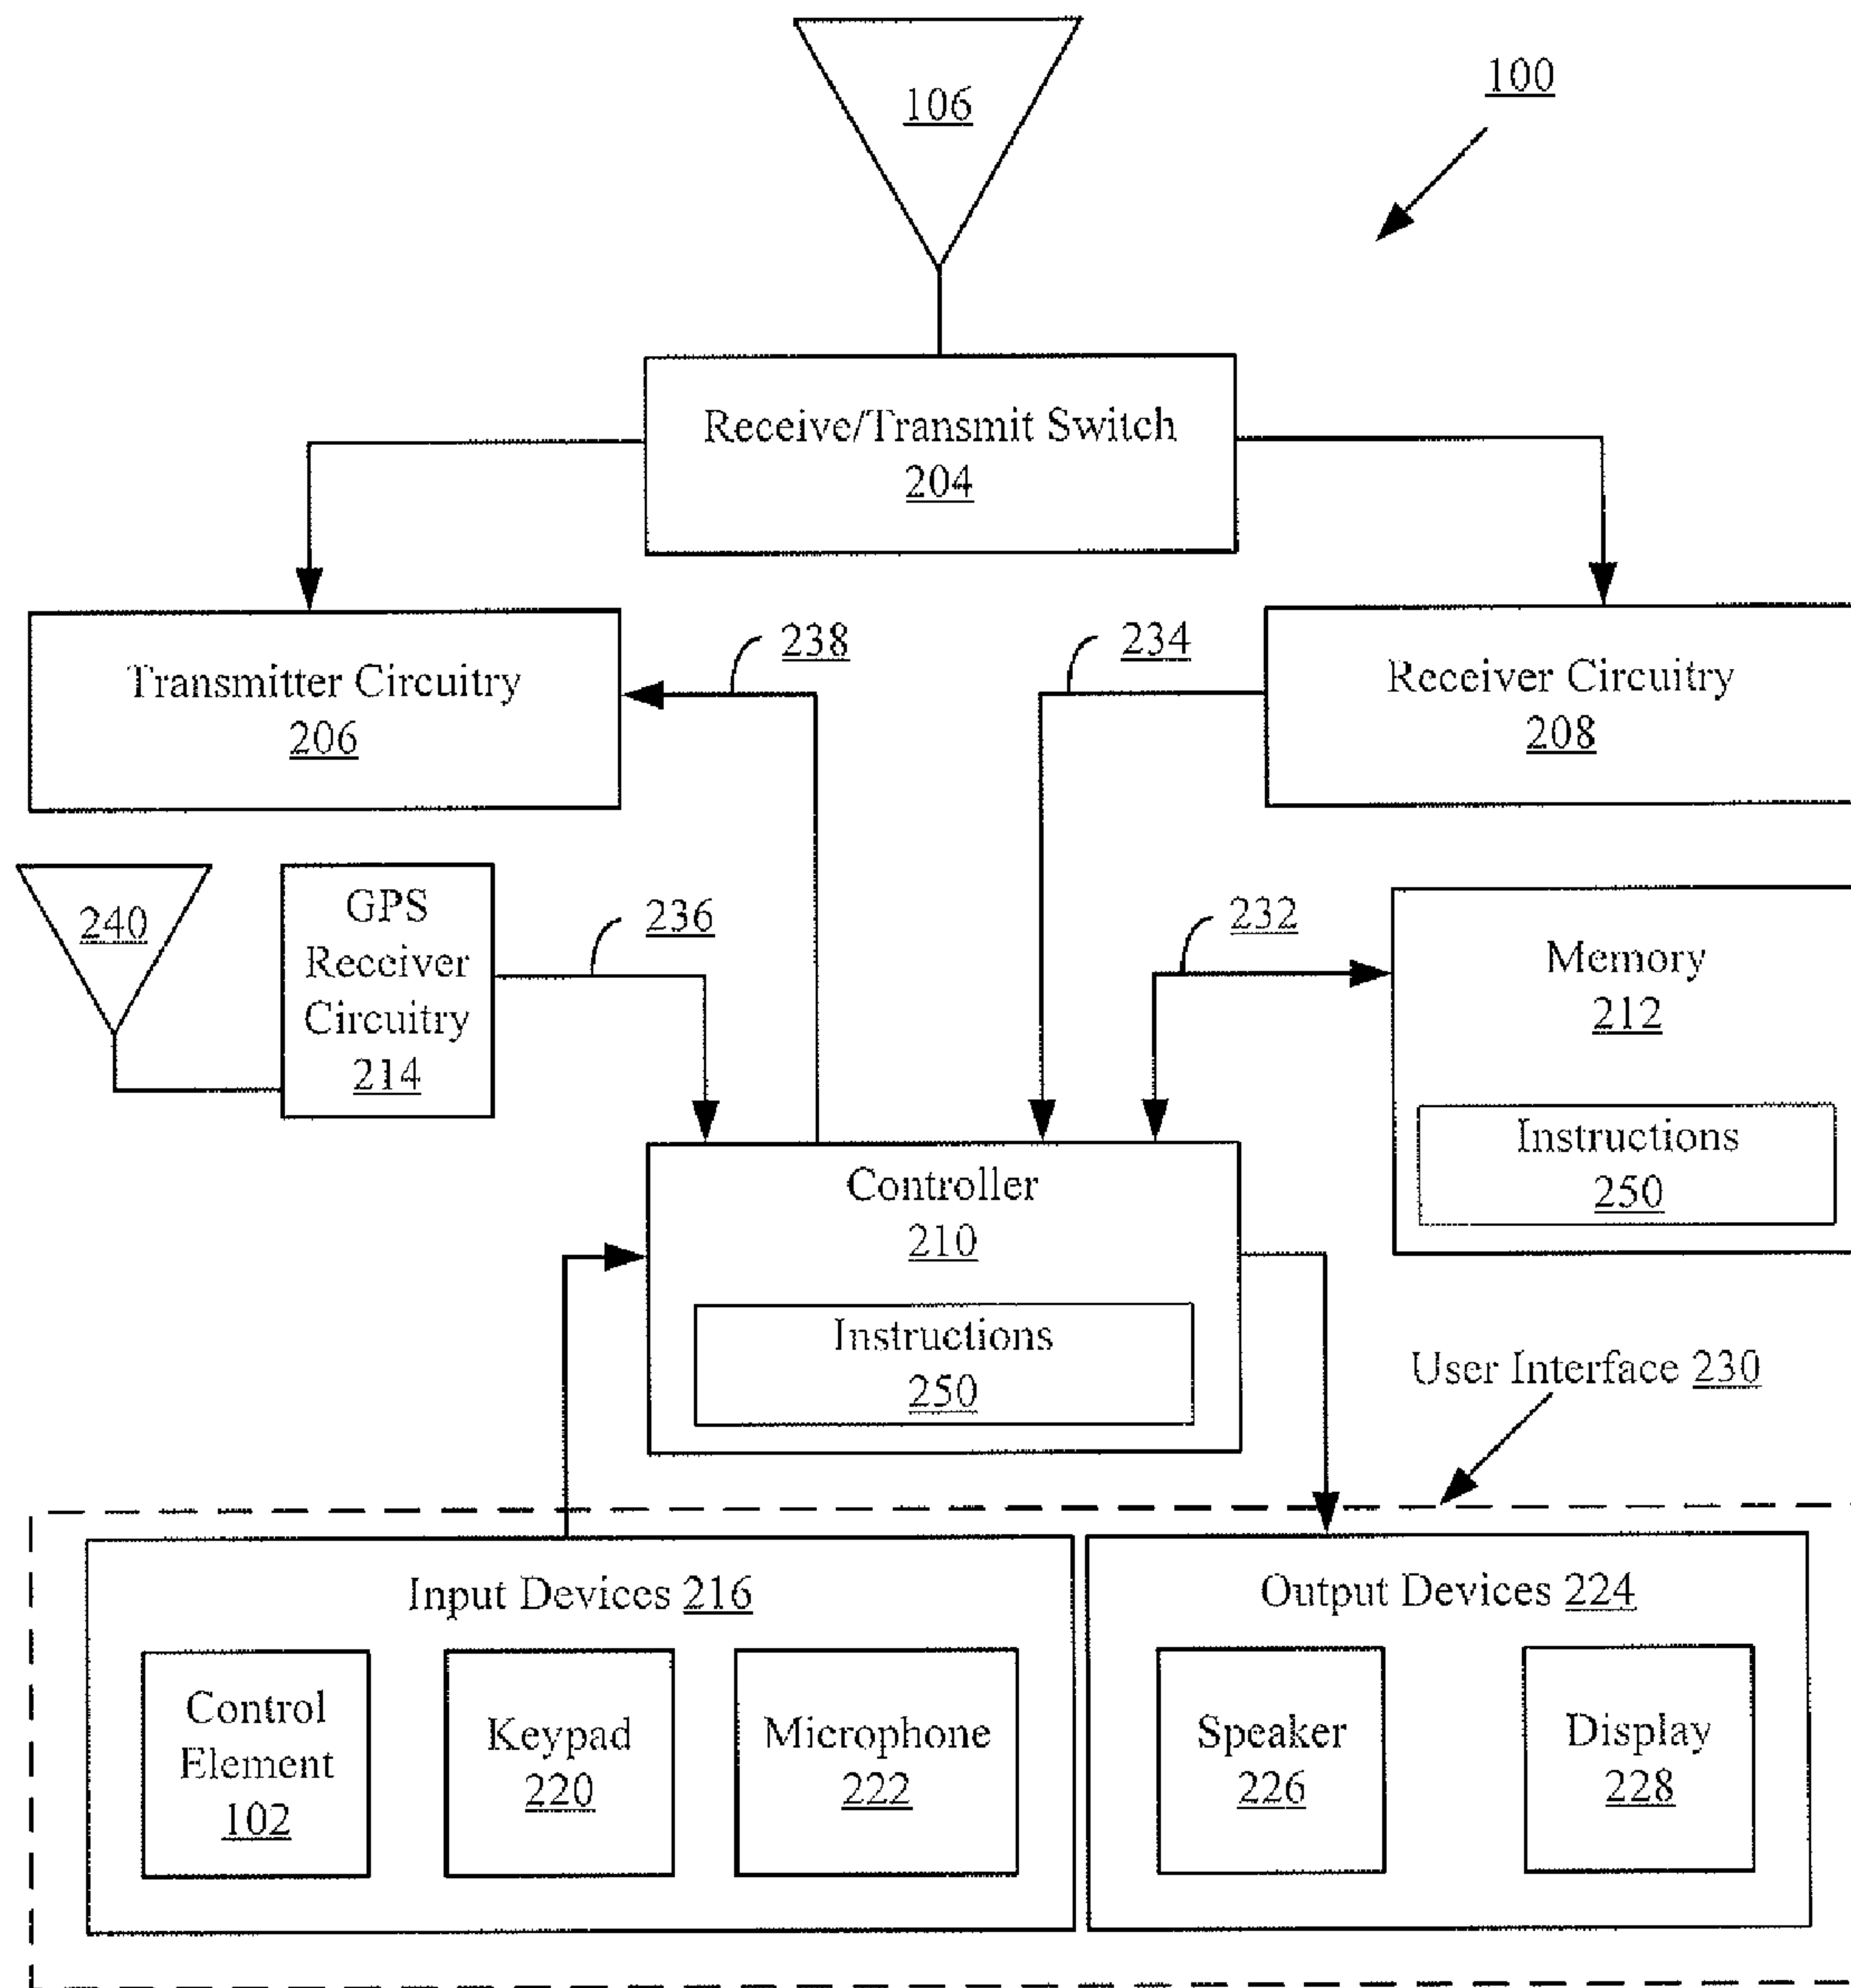 106
100
Receive/Transmit Switch
204
238
234
Transmitter Circuitry
206
Receiver Circuitry
208
240
GPS
Receiver
Circuitry
214
236
232
Memory
212
Instructions
250
Controller
210
Instructions
250
User Interface 230
Input Devices 216
Control
Element
102
Keypad
220
Microphone
222
Output Devices 224
Speaker
226
Display
228